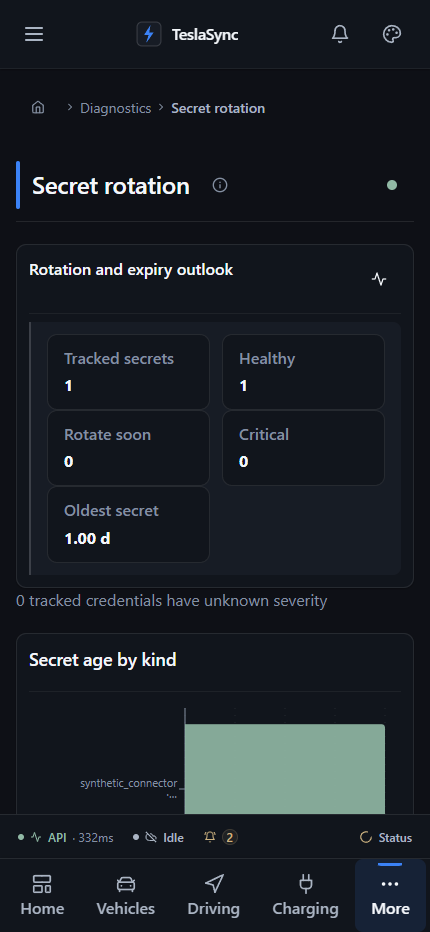 TeslaSync
Diagnostics
Secret rotation
Secret rotation
Rotation and expiry outlook
Tracked secrets
1
Healthy
1
Rotate soon
0
Critical
0
Oldest secret
1.00 d
0 tracked credentials have unknown severity
Secret age by kind
synthetic_connector
·...
API · 332ms
Idle
2
Status
Home
Vehicles
Driving
Charging
More